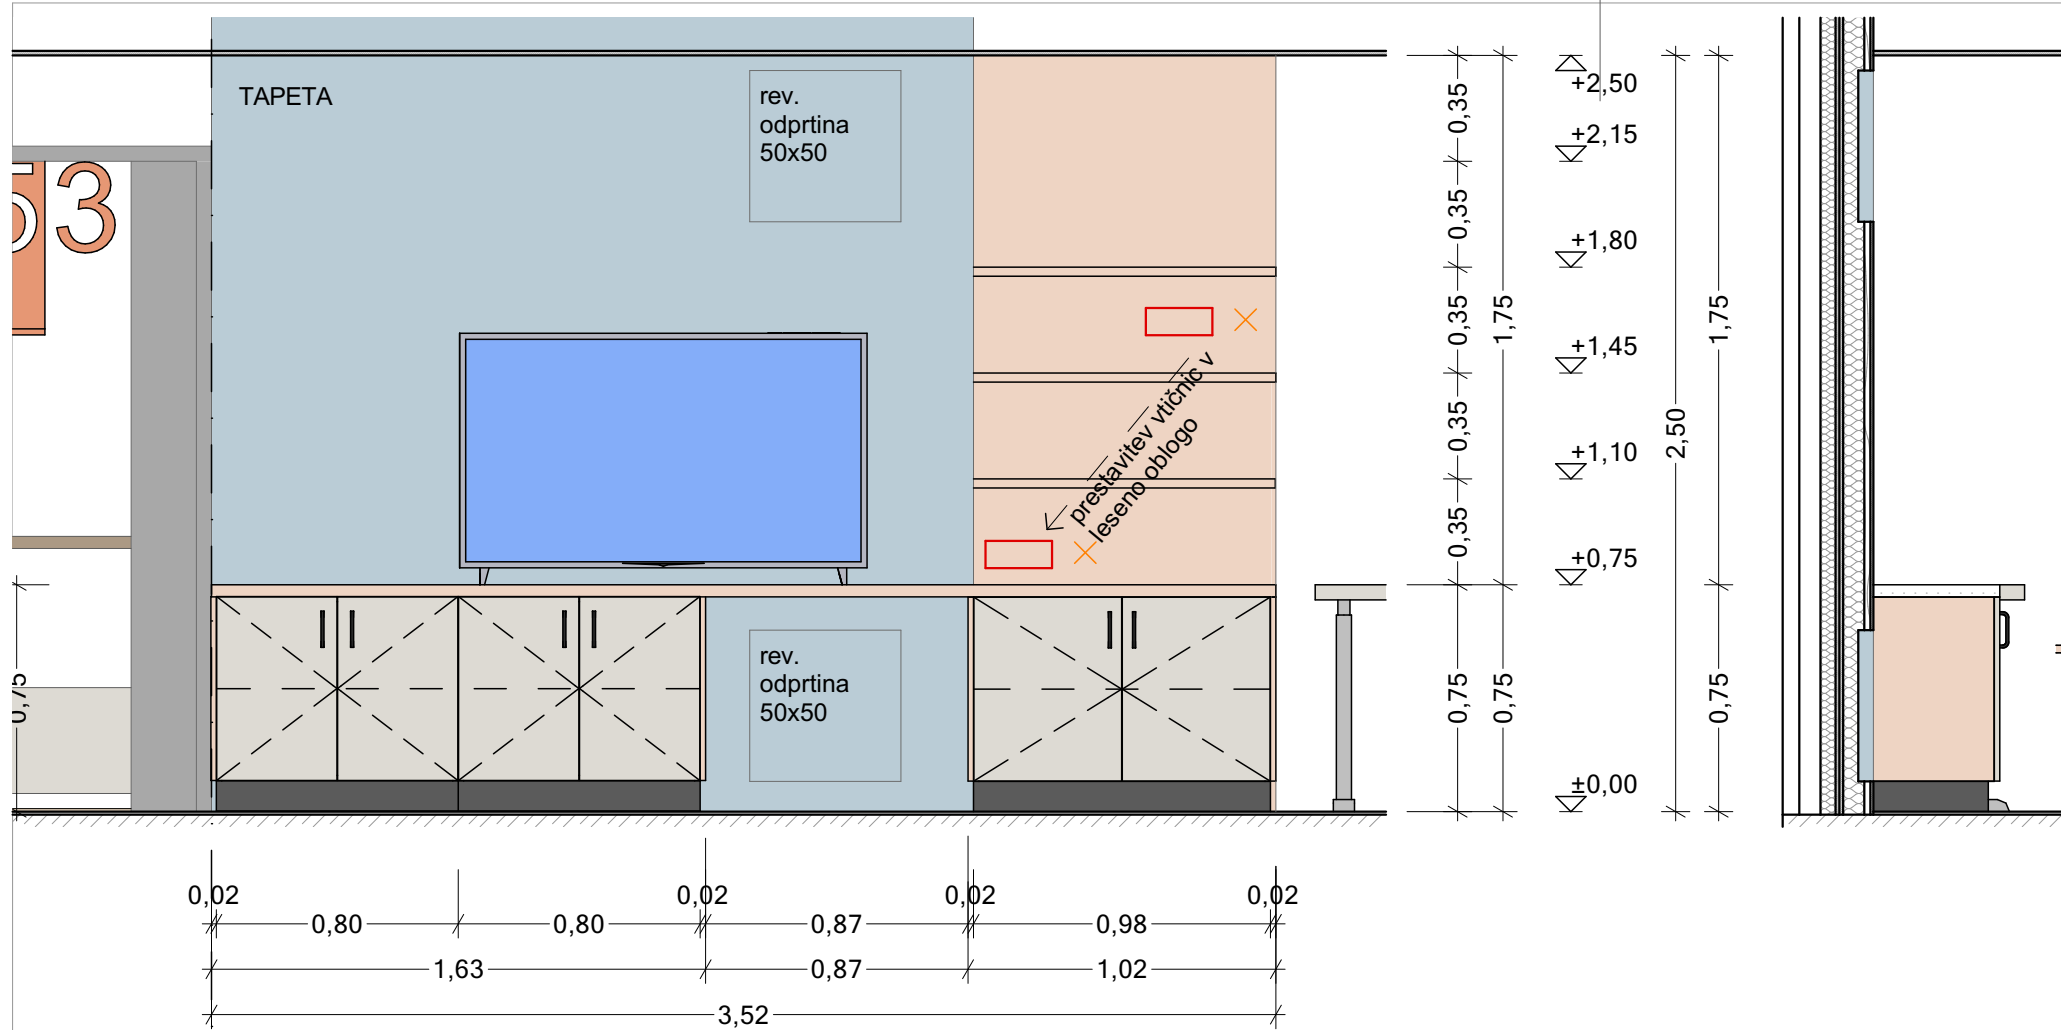 TAPETA
rev.
odprtina
50x50
53
prestavitev vtičnic v
leseno oblogo
rev.
odprtina
50x50
0,75
0,35
0,35
0,35
0,35
0,35
0,75
1,75
0,75
+2,50
+2,15
+1,80
+1,45
+1,10
+0,75
±0,00
2,50
1,75
0,75
0,02 0,02 0,02 0,02
0,80 0,80 0,87 0,98
1,63 0,87 1,02
3,52